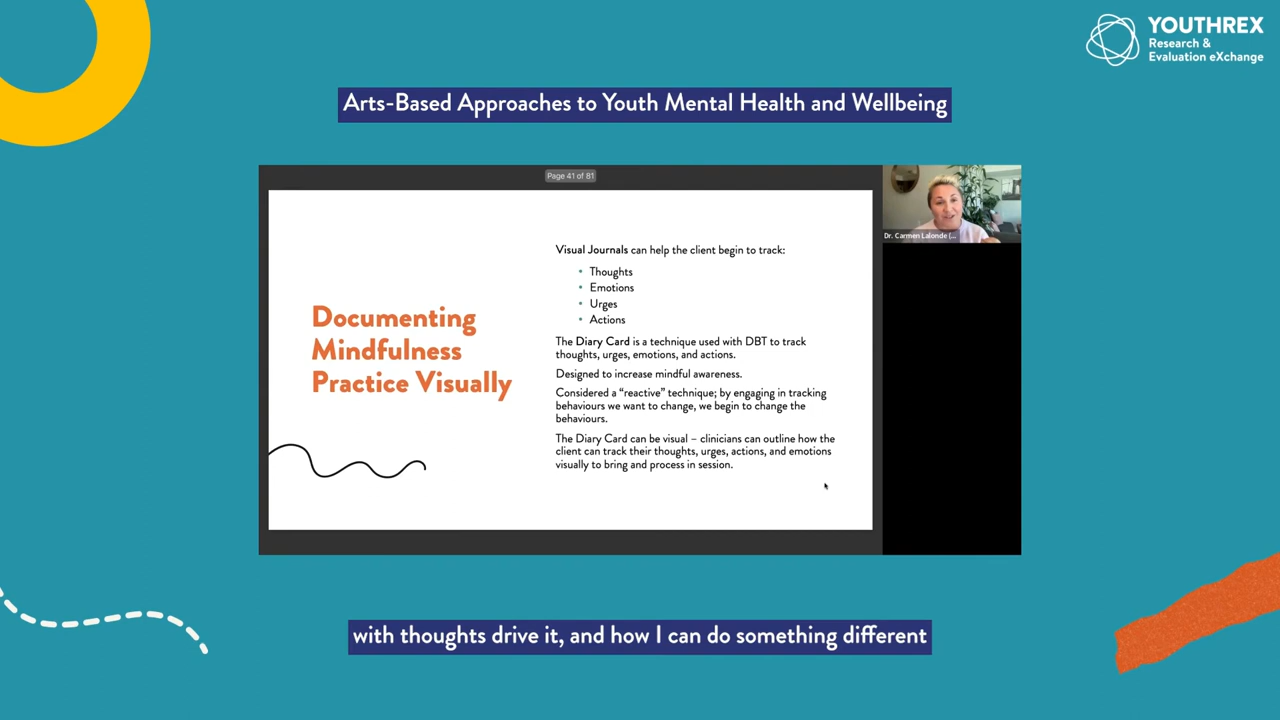 YOUTHREX
Research &
Evaluation eXchange
Arts-Based Approaches to Youth Mental Health and Wellbeing
Page 41 of 81
Documenting
Mindfulness
Practice Visually
Visual Journals can help the client begin to track:
• Thoughts
• Emotions
• Urges
• Actions
The Diary Card is a technique used with DBT to track
thoughts, urges, emotions, and actions.
Designed to increase mindful awareness.
Considered a “reactive” technique; by engaging in tracking
behaviours we want to change, we begin to change the
behaviours.
The Diary Card can be visual – clinicians can outline how the
client can track their thoughts, urges, actions, and emotions
visually to bring and process in session.
Dr. Carmen Lalonde (...
with thoughts drive it, and how I can do something different